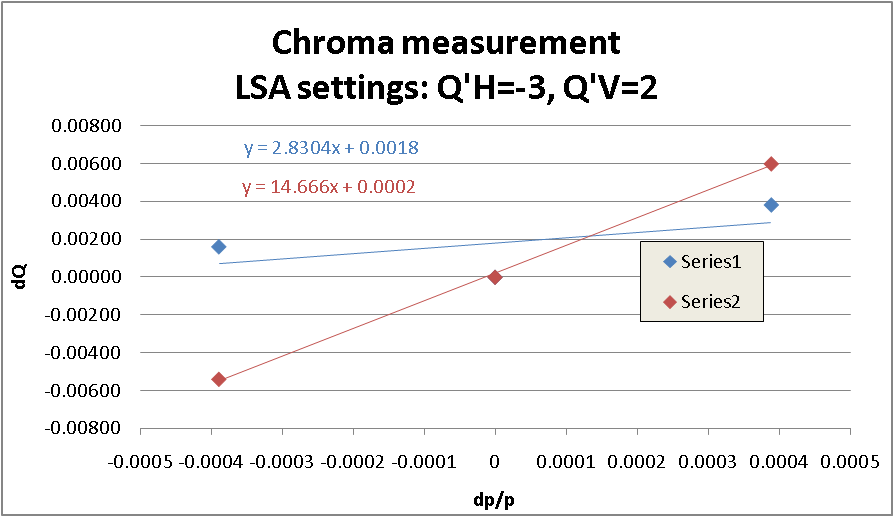 Chroma measurement
LSA settings: Q'H=-3, Q'V=2
y = 2.8304x + 0.0018
y = 14.666x + 0.0002
0.00800
0.00600
0.00400
0.00200
0.00000
-0.00200
-0.00400
-0.00600
-0.00800
dQ
Series1
Series2
-0.0005 -0.0004 -0.0003 -0.0002 -0.0001 0 0.0001 0.0002 0.0003 0.0004 0.0005
dp/p